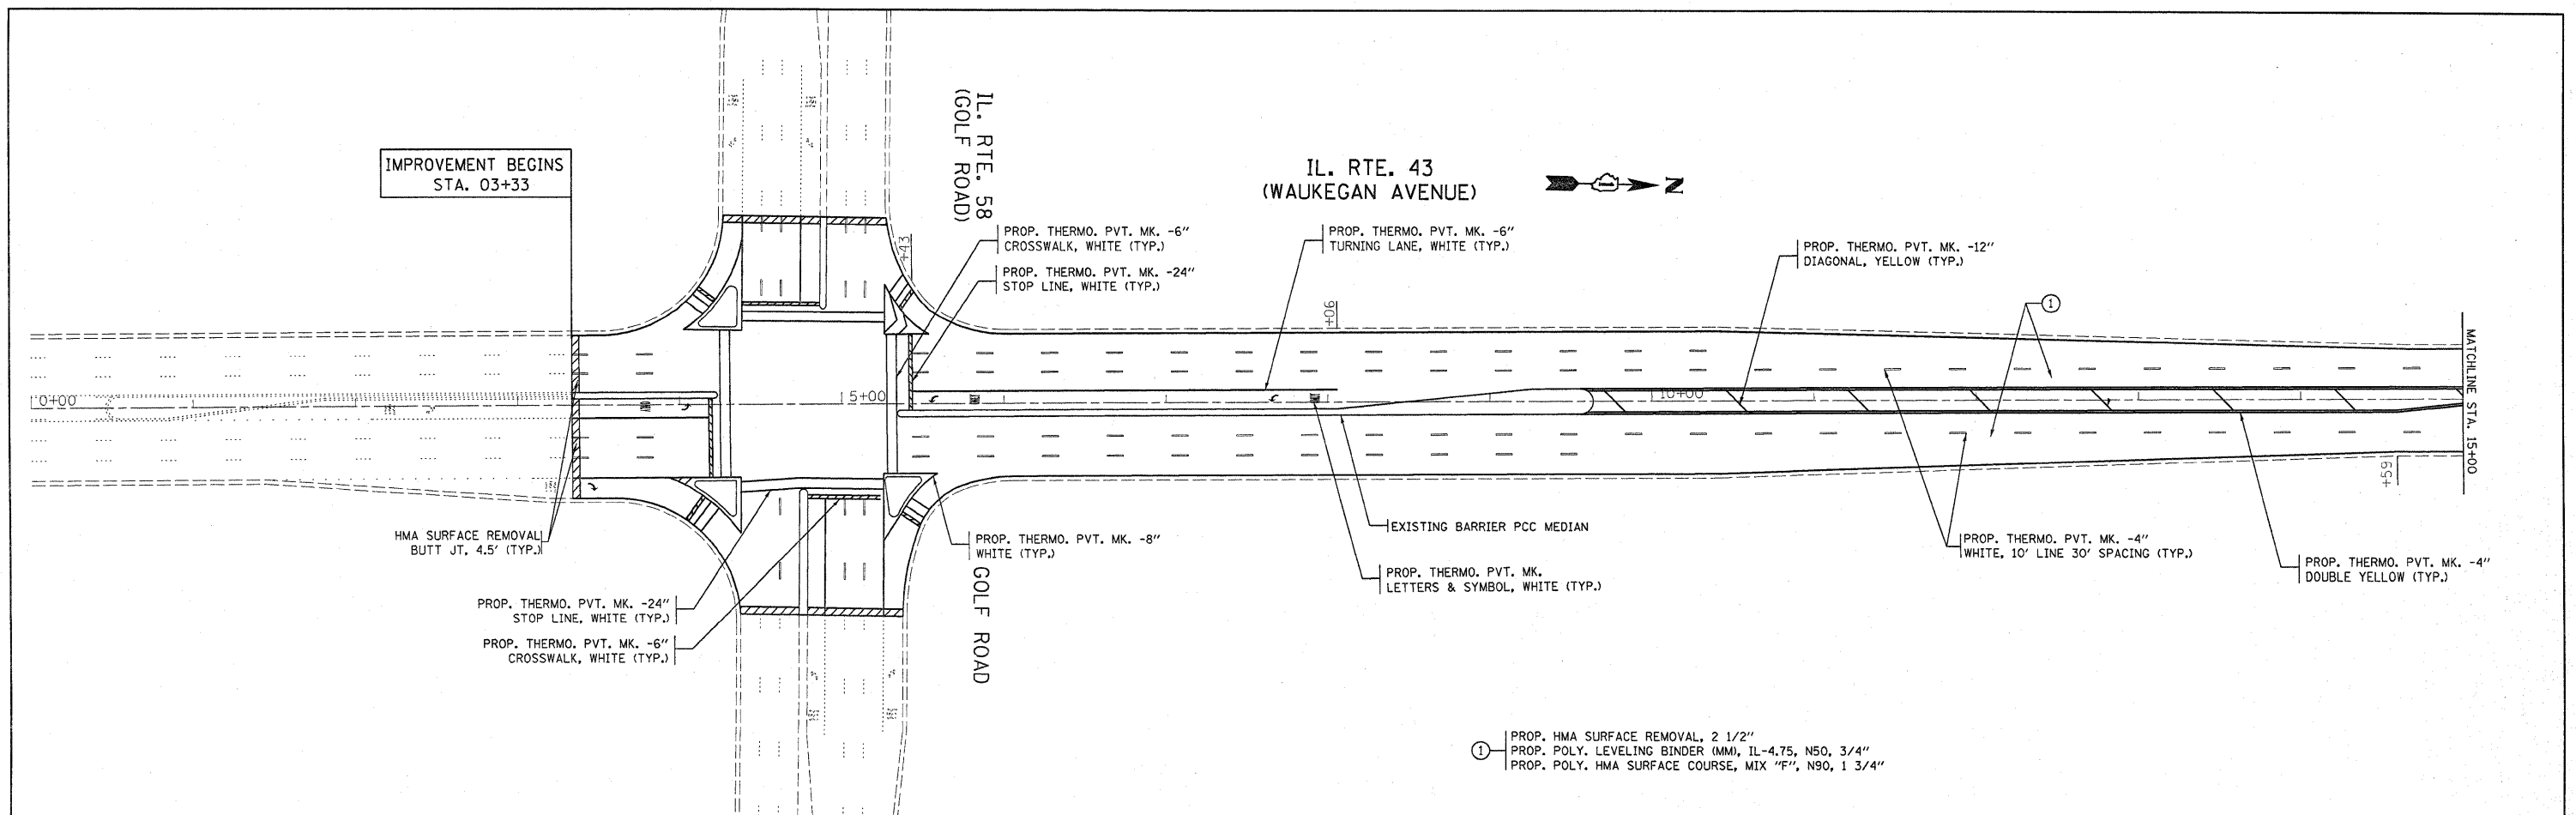 IMPROVEMENT BEGINS
STA. 03+33
IL. RTE. 58
(GOLF ROAD)
IL. RTE. 43
(WAUKEGAN AVENUE)
N
PROP. THERMO. PVT. MK. -6"
CROSSWALK, WHITE (TYP.)
PROP. THERMO. PVT. MK. -24"
STOP LINE, WHITE (TYP.)
PROP. THERMO. PVT. MK. -6"
TURNING LANE, WHITE (TYP.)
PROP. THERMO. PVT. MK. -12"
DIAGONAL, YELLOW (TYP.)
1
+43
+06
0+00
5+00
10+00
MATCHLINE STA. 15+00
+59
HMA SURFACE REMOVAL
BUTT JT, 4.5' (TYP.)
EXISTING BARRIER PCC MEDIAN
PROP. THERMO. PVT. MK. -8"
WHITE (TYP.)
PROP. THERMO. PVT. MK. -4"
WHITE, 10' LINE 30' SPACING (TYP.)
PROP. THERMO. PVT. MK. -4"
DOUBLE YELLOW (TYP.)
PROP. THERMO. PVT. MK.
LETTERS & SYMBOL, WHITE (TYP.)
PROP. THERMO. PVT. MK. -24"
STOP LINE, WHITE (TYP.)
PROP. THERMO. PVT. MK. -6"
CROSSWALK, WHITE (TYP.)
GOLF ROAD
1
PROP. HMA SURFACE REMOVAL, 2 1/2"
PROP. POLY. LEVELING BINDER (MM), IL-4.75, N50, 3/4"
PROP. POLY. HMA SURFACE COURSE, MIX "F", N90, 1 3/4"